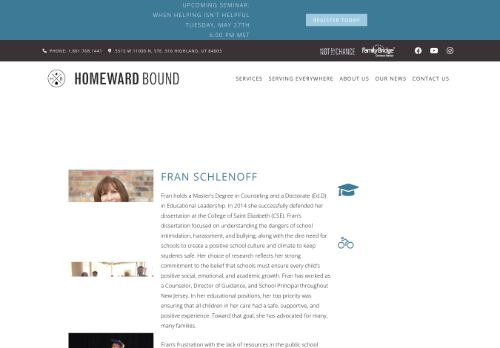 UPCOMING SEMINAR:
WHEN HELPING ISN'T HELPFUL
TUESDAY, MAY 27TH
6:00 PM MST
REGISTER TODAY
PHONE: 1.801.768.1441
5513 W 11000 N, STE. 316 HIGHLAND, UT 84003
NOT BY CHANCE
FamilyBridge
HOMEWARD BOUND
SERVICES
SERVING EVERYWHERE
ABOUT US
OUR NEWS
CONTACT US
FRAN SCHLENOFF
Fran holds a Master's Degree in Counseling and a Doctorate (Ed.D)
in Educational Leadership. In 2014 she successfully defended her
dissertation at the College of Saint Elizabeth (CSE). Fran's
dissertation focused on understanding the dangers of school
intimidation, harassment, and bullying, along with the dire need for
schools to create a positive school culture and climate to keep
students safe. Her choice of research reflects her strong
commitment to the belief that schools must ensure every child's
positive social, emotional, and academic growth. Fran has worked as
a Counselor, Director of Guidance, and School Principal throughout
New Jersey. In her educational positions, her top priority was
ensuring that all children in her care had a safe, supportive, and
positive experience. Toward that goal, she has advocated for many,
many families.
Fran's frustration with the lack of resources in the public school